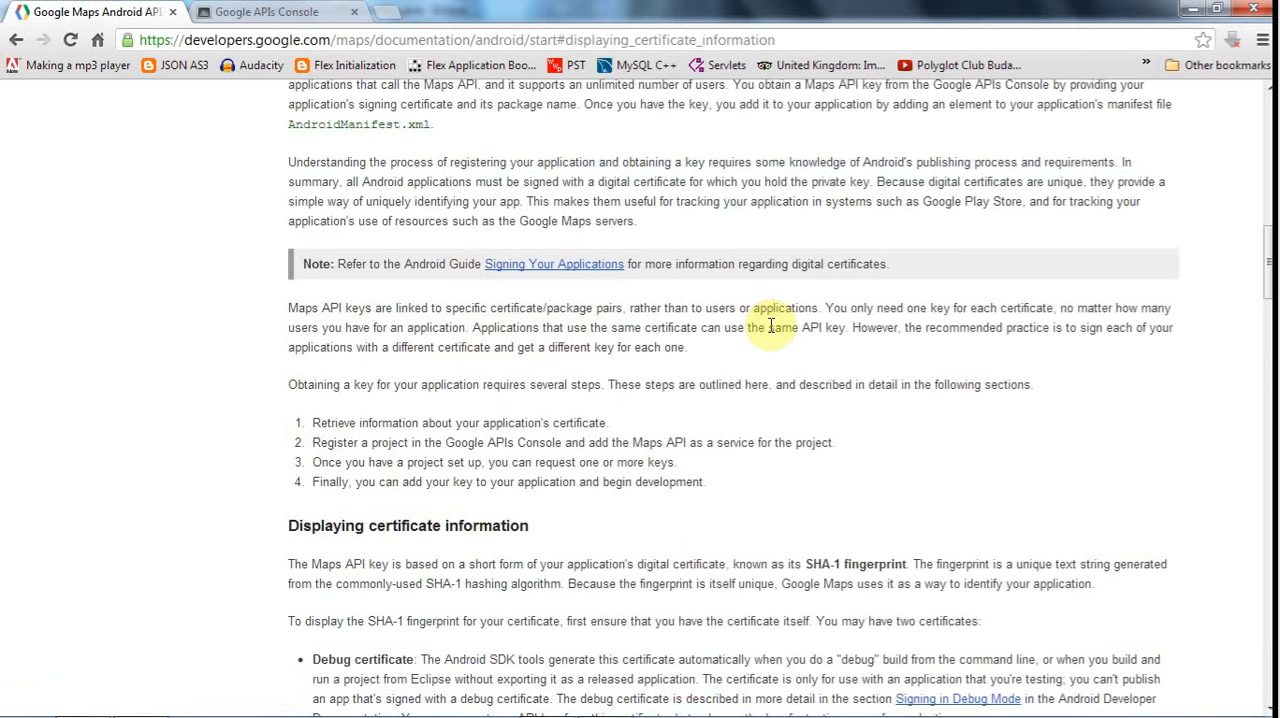 Google Maps Android API
Google APIs Console
https://developers.google.com/maps/documentation/android/start#displaying_certificate_information
Making a mp3 player
JSON AS3
Audacity
Flex Initialization
Flex Application Boo...
PST
MySQL C++
Servlets
United Kingdom: Im...
Polyglot Club Buda...
»
Other bookmarks
applications that call the Maps API, and it supports an unlimited number of users. You obtain a Maps API key from the Google APIs Console by providing your
application's signing certificate and its package name. Once you have the key, you add it to your application by adding an element to your application's manifest file
AndroidManifest.xml.
Understanding the process of registering your application and obtaining a key requires some knowledge of Android's publishing process and requirements. In
summary, all Android applications must be signed with a digital certificate for which you hold the private key. Because digital certificates are unique, they provide a
simple way of uniquely identifying your app. This makes them useful for tracking your application in systems such as Google Play Store, and for tracking your
application's use of resources such as the Google Maps servers.
Note: Refer to the Android Guide Signing Your Applications for more information regarding digital certificates.
Maps API keys are linked to specific certificate/package pairs, rather than to users or applications. You only need one key for each certificate, no matter how many
users you have for an application. Applications that use the same certificate can use the same API key. However, the recommended practice is to sign each of your
applications with a different certificate and get a different key for each one.
Obtaining a key for your application requires several steps. These steps are outlined here, and described in detail in the following sections.
1. Retrieve information about your application's certificate.
2. Register a project in the Google APIs Console and add the Maps API as a service for the project.
3. Once you have a project set up, you can request one or more keys.
4. Finally, you can add your key to your application and begin development.
Displaying certificate information
The Maps API key is based on a short form of your application's digital certificate, known as its SHA-1 fingerprint. The fingerprint is a unique text string generated
from the commonly-used SHA-1 hashing algorithm. Because the fingerprint is itself unique, Google Maps uses it as a way to identify your application.
To display the SHA-1 fingerprint for your certificate, first ensure that you have the certificate itself. You may have two certificates:
• Debug certificate: The Android SDK tools generate this certificate automatically when you do a "debug" build from the command line, or when you build and
run a project from Eclipse without exporting it as a released application. The certificate is only for use with an application that you're testing; you can't publish
an app that's signed with a debug certificate. The debug certificate is described in more detail in the section Signing in Debug Mode in the Android Developer